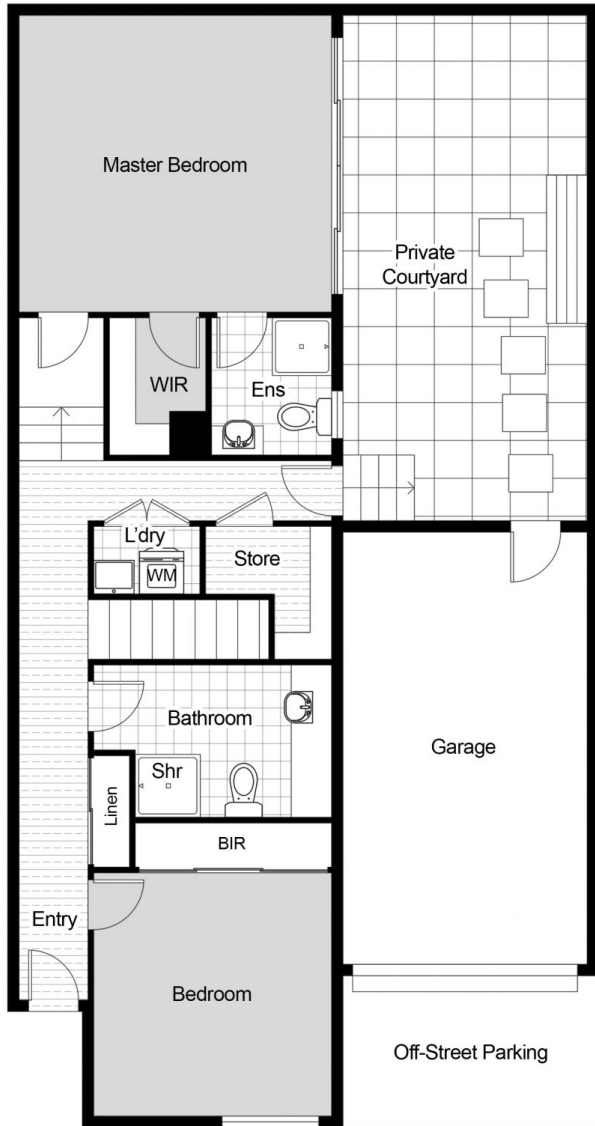 Master Bedroom
Private
Courtyard
WIR
Ens
L'dry
WM
Store
Bathroom
Shr
Linen
BIR
Garage
Entry
Bedroom
Off-Street Parking